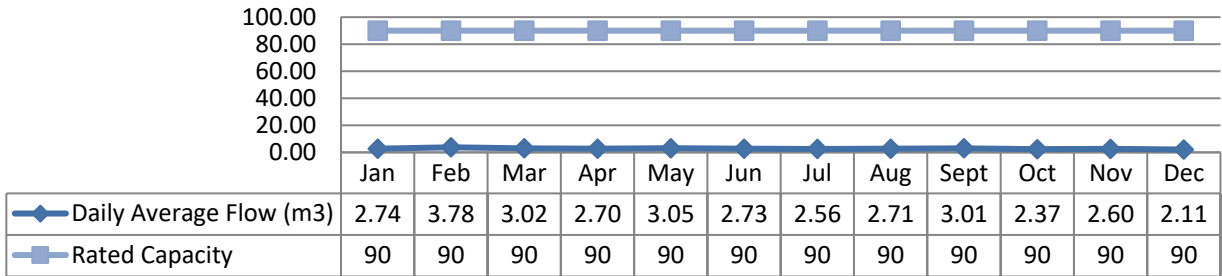 100.00
80.00
60.00
40.00
20.00
0.00
Jan Feb Mar Apr May Jun Jul Aug Sept Oct Nov Dec
Daily Average Flow (m3) 2.74 3.78 3.02 2.70 3.05 2.73 2.56 2.71 3.01 2.37 2.60 2.11
Rated Capacity 90 90 90 90 90 90 90 90 90 90 90 90